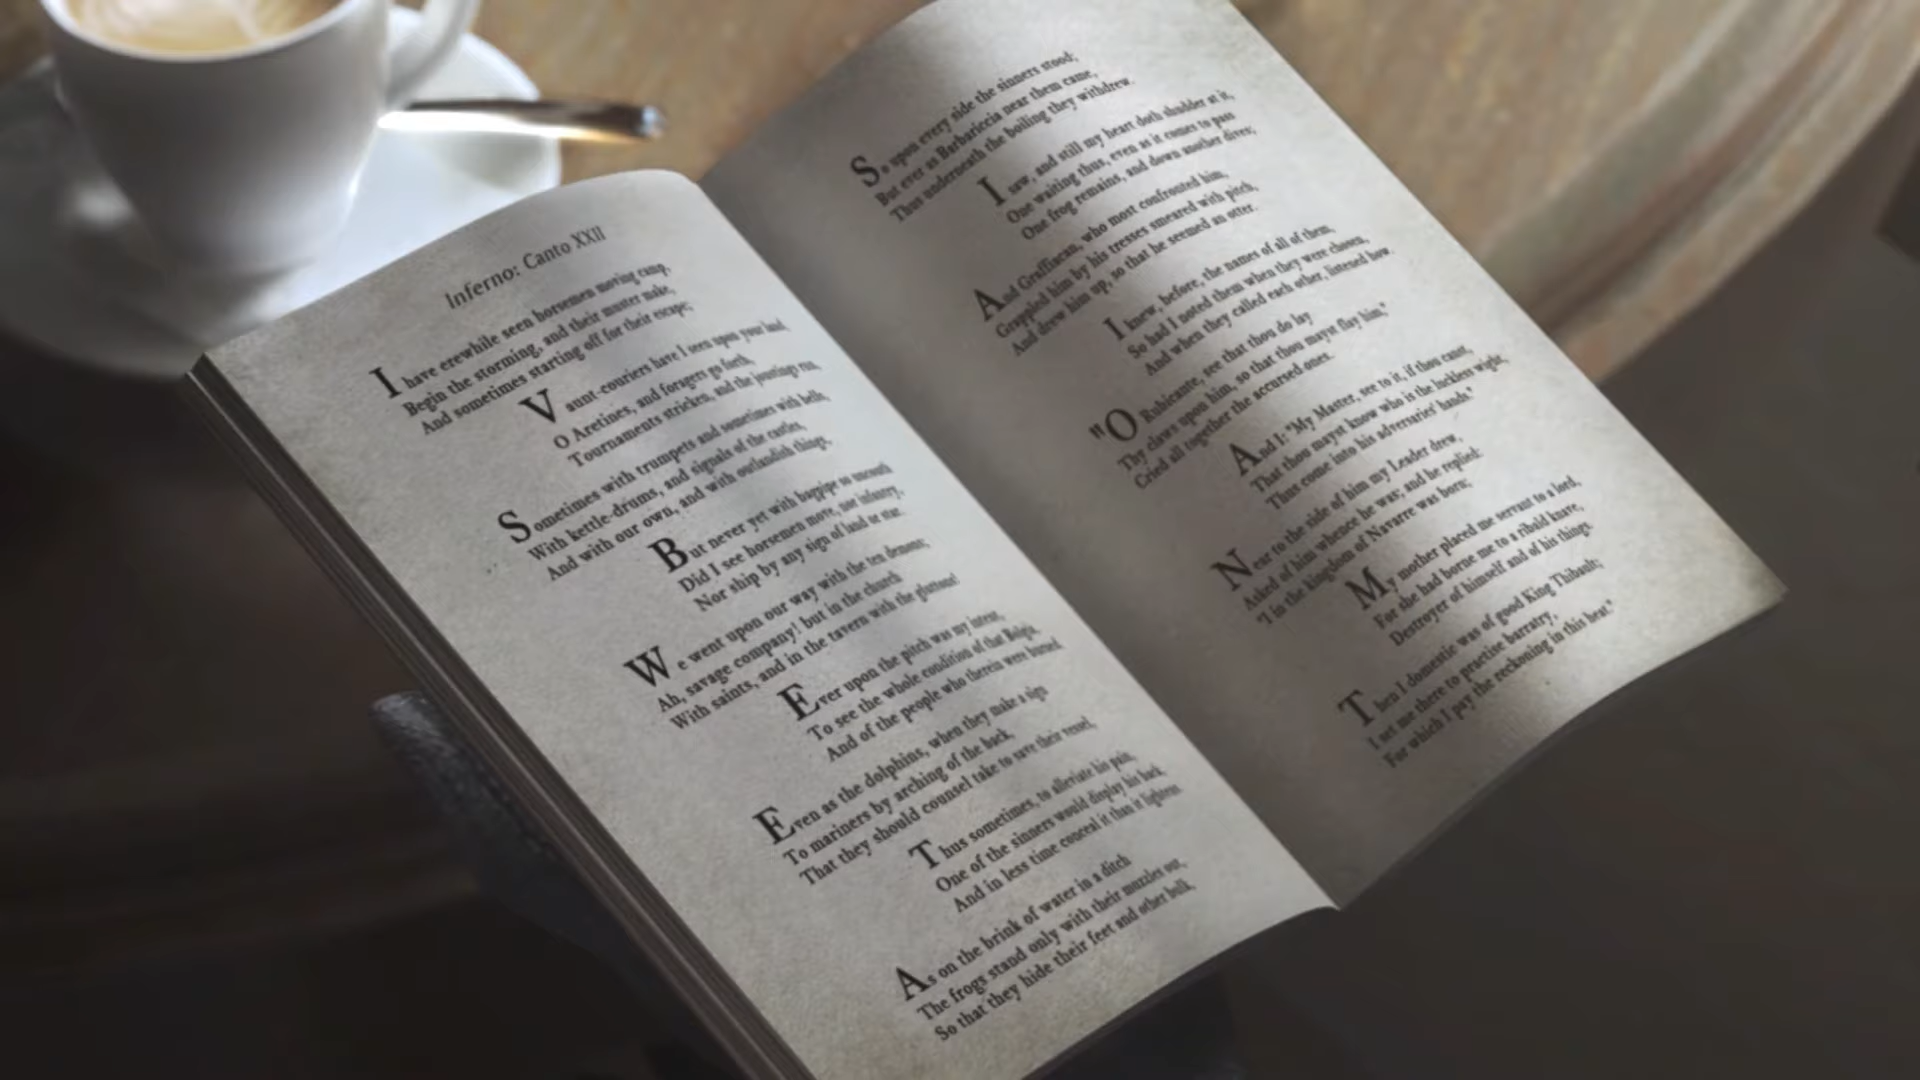 Inferno: Canto XXII
I have erewhile seen horsemen moving camp,
Begin the storming, and their muster make,
And sometimes starting off for their escape;
Vaunt-couriers have I seen upon your land,
O Aretines, and foragers go forth,
Tournaments stricken, and the joustings run,
Sometimes with trumpets and sometimes with bells,
With kettle-drums, and signals of the castles,
And with our own, and with outlandish things,
But never yet with bagpipe so uncouth
Did I see horsemen move, nor infantry,
Nor ship by any sign of land or star.
We went upon our way with the ten demons;
Ah, savage company! but in the church
With saints, and in the tavern with the gluttons!
Ever upon the pitch was my intent,
To see the whole condition of that Bolgia,
And of the people who therein were burned.
Even as the dolphins, when they make a sign
To mariners by arching of the back,
That they should counsel take to save their vessel,
Thus sometimes, to alleviate his pain,
One of the sinners would display his back,
And in less time conceal it than it lightens.
As on the brink of water in a ditch
The frogs stand only with their muzzles out,
So that they hide their feet and other bulk,
So upon every side the sinners stood;
But ever as Barbariccia near them came,
Thus underneath the boiling they withdrew.
I saw, and still my heart doth shudder at it,
One waiting thus, even as it comes to pass
One frog remains, and down another dives;
And Graffiacan, who most confronted him,
Grappled him by his tresses smeared with pitch,
And drew him up, so that he seemed an otter.
I knew, before, the names of all of them,
So had I noted them when they were chosen,
And when they called each other, listened how.
"O Rubicante, see that thou do lay
Thy claws upon him, so that thou mayst flay him,"
Cried all together the accursed ones.
And I: "My Master, see to it, if thou canst,
That thou mayst know who is the luckless wight,
Thus come into his adversaries' hands."
Near to the side of him my Leader drew,
Asked of him whence he was; and he replied:
"I in the kingdom of Navarre was born;
My mother placed me servant to a lord,
For she had borne me to a ribald knave,
Destroyer of himself and of his things.
Then I domestic was of good King Thibault;
I set me there to practise barratry,
For which I pay the reckoning in this heat."